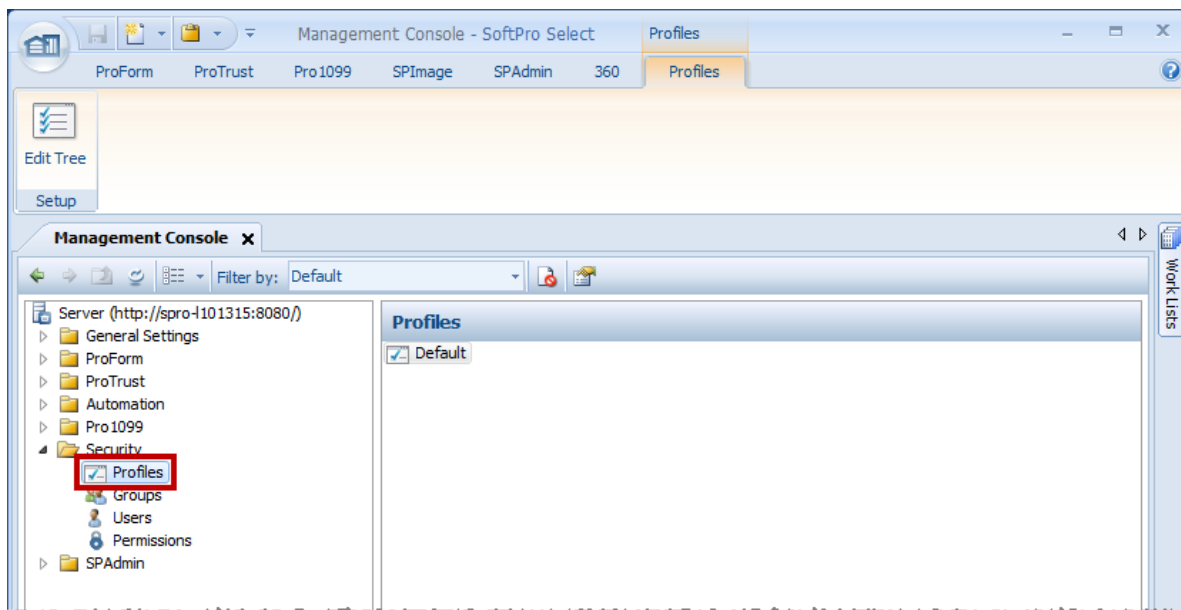 Management Console - SoftPro Select Profiles
ProForm ProTrust Pro1099 SPImage SPAdmin 360 Profiles
Edit Tree
Setup
Management Console
Filter by: Default
Work Lists
Server (http://spro-l101315:8080/)
General Settings
ProForm
ProTrust
Automation
Pro1099
Security
Profiles
Groups
Users
Permissions
SPAdmin
Profiles
Default